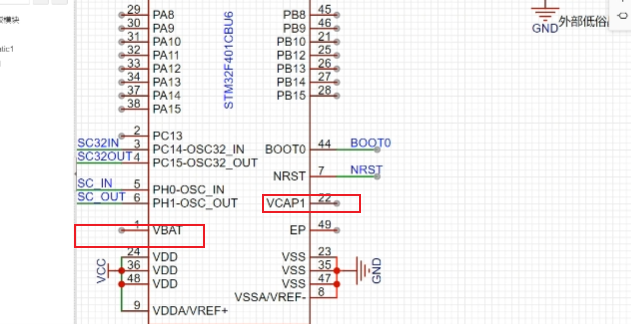 板模块
atic1
29 PA8
30 PA9
31 PA10
32 PA11
33 PA12
34 PA13
37 PA14
38 PA15
2 PC13
SC32IN 3 PC14-OSC32_IN
SC32OUT 4 PC15-OSC32_OUT
SC_IN 5 PH0-OSC_IN
SC_OUT 6 PH1-OSC_OUT
1 VBAT
24 VDD
VCC 36 VDD
48 VDD
9 VDDA/VREF+
STM32F401CBU6
PB8 45
PB9 46
PB10 21
PB12 25
PB13 26
PB14 27
PB15 28
BOOT0 44 BOOT0
NRST 7 NRST
VCAP1 22
EP 49
VSS 23
VSS 35 GND
VSS 47
VSSA/VREF- 8
GND
外部低俗